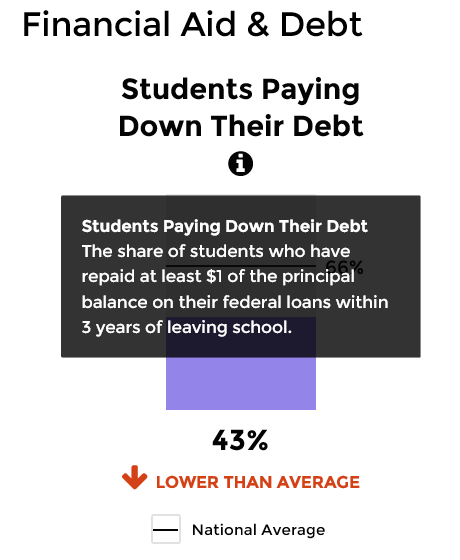 Financial Aid & Debt
Students Paying
Down Their Debt
Students Paying Down Their Debt
The share of students who have
repaid at least $1 of the principal
balance on their federal loans within
3 years of leaving school.
66%
43%
LOWER THAN AVERAGE
National Average